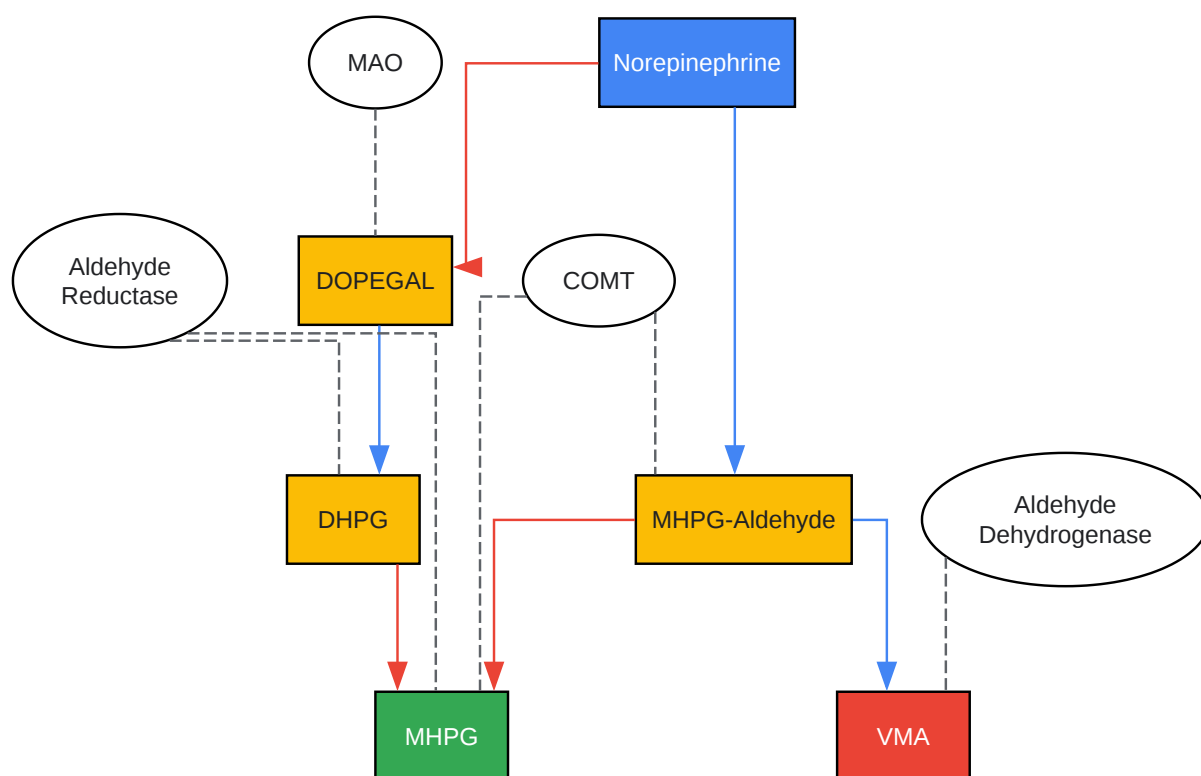 MAO
Norepinephrine
Aldehyde
Reductase
DOPEGAL
COMT
DHPG
MHPG-Aldehyde
Aldehyde
Dehydrogenase
MHPG
VMA